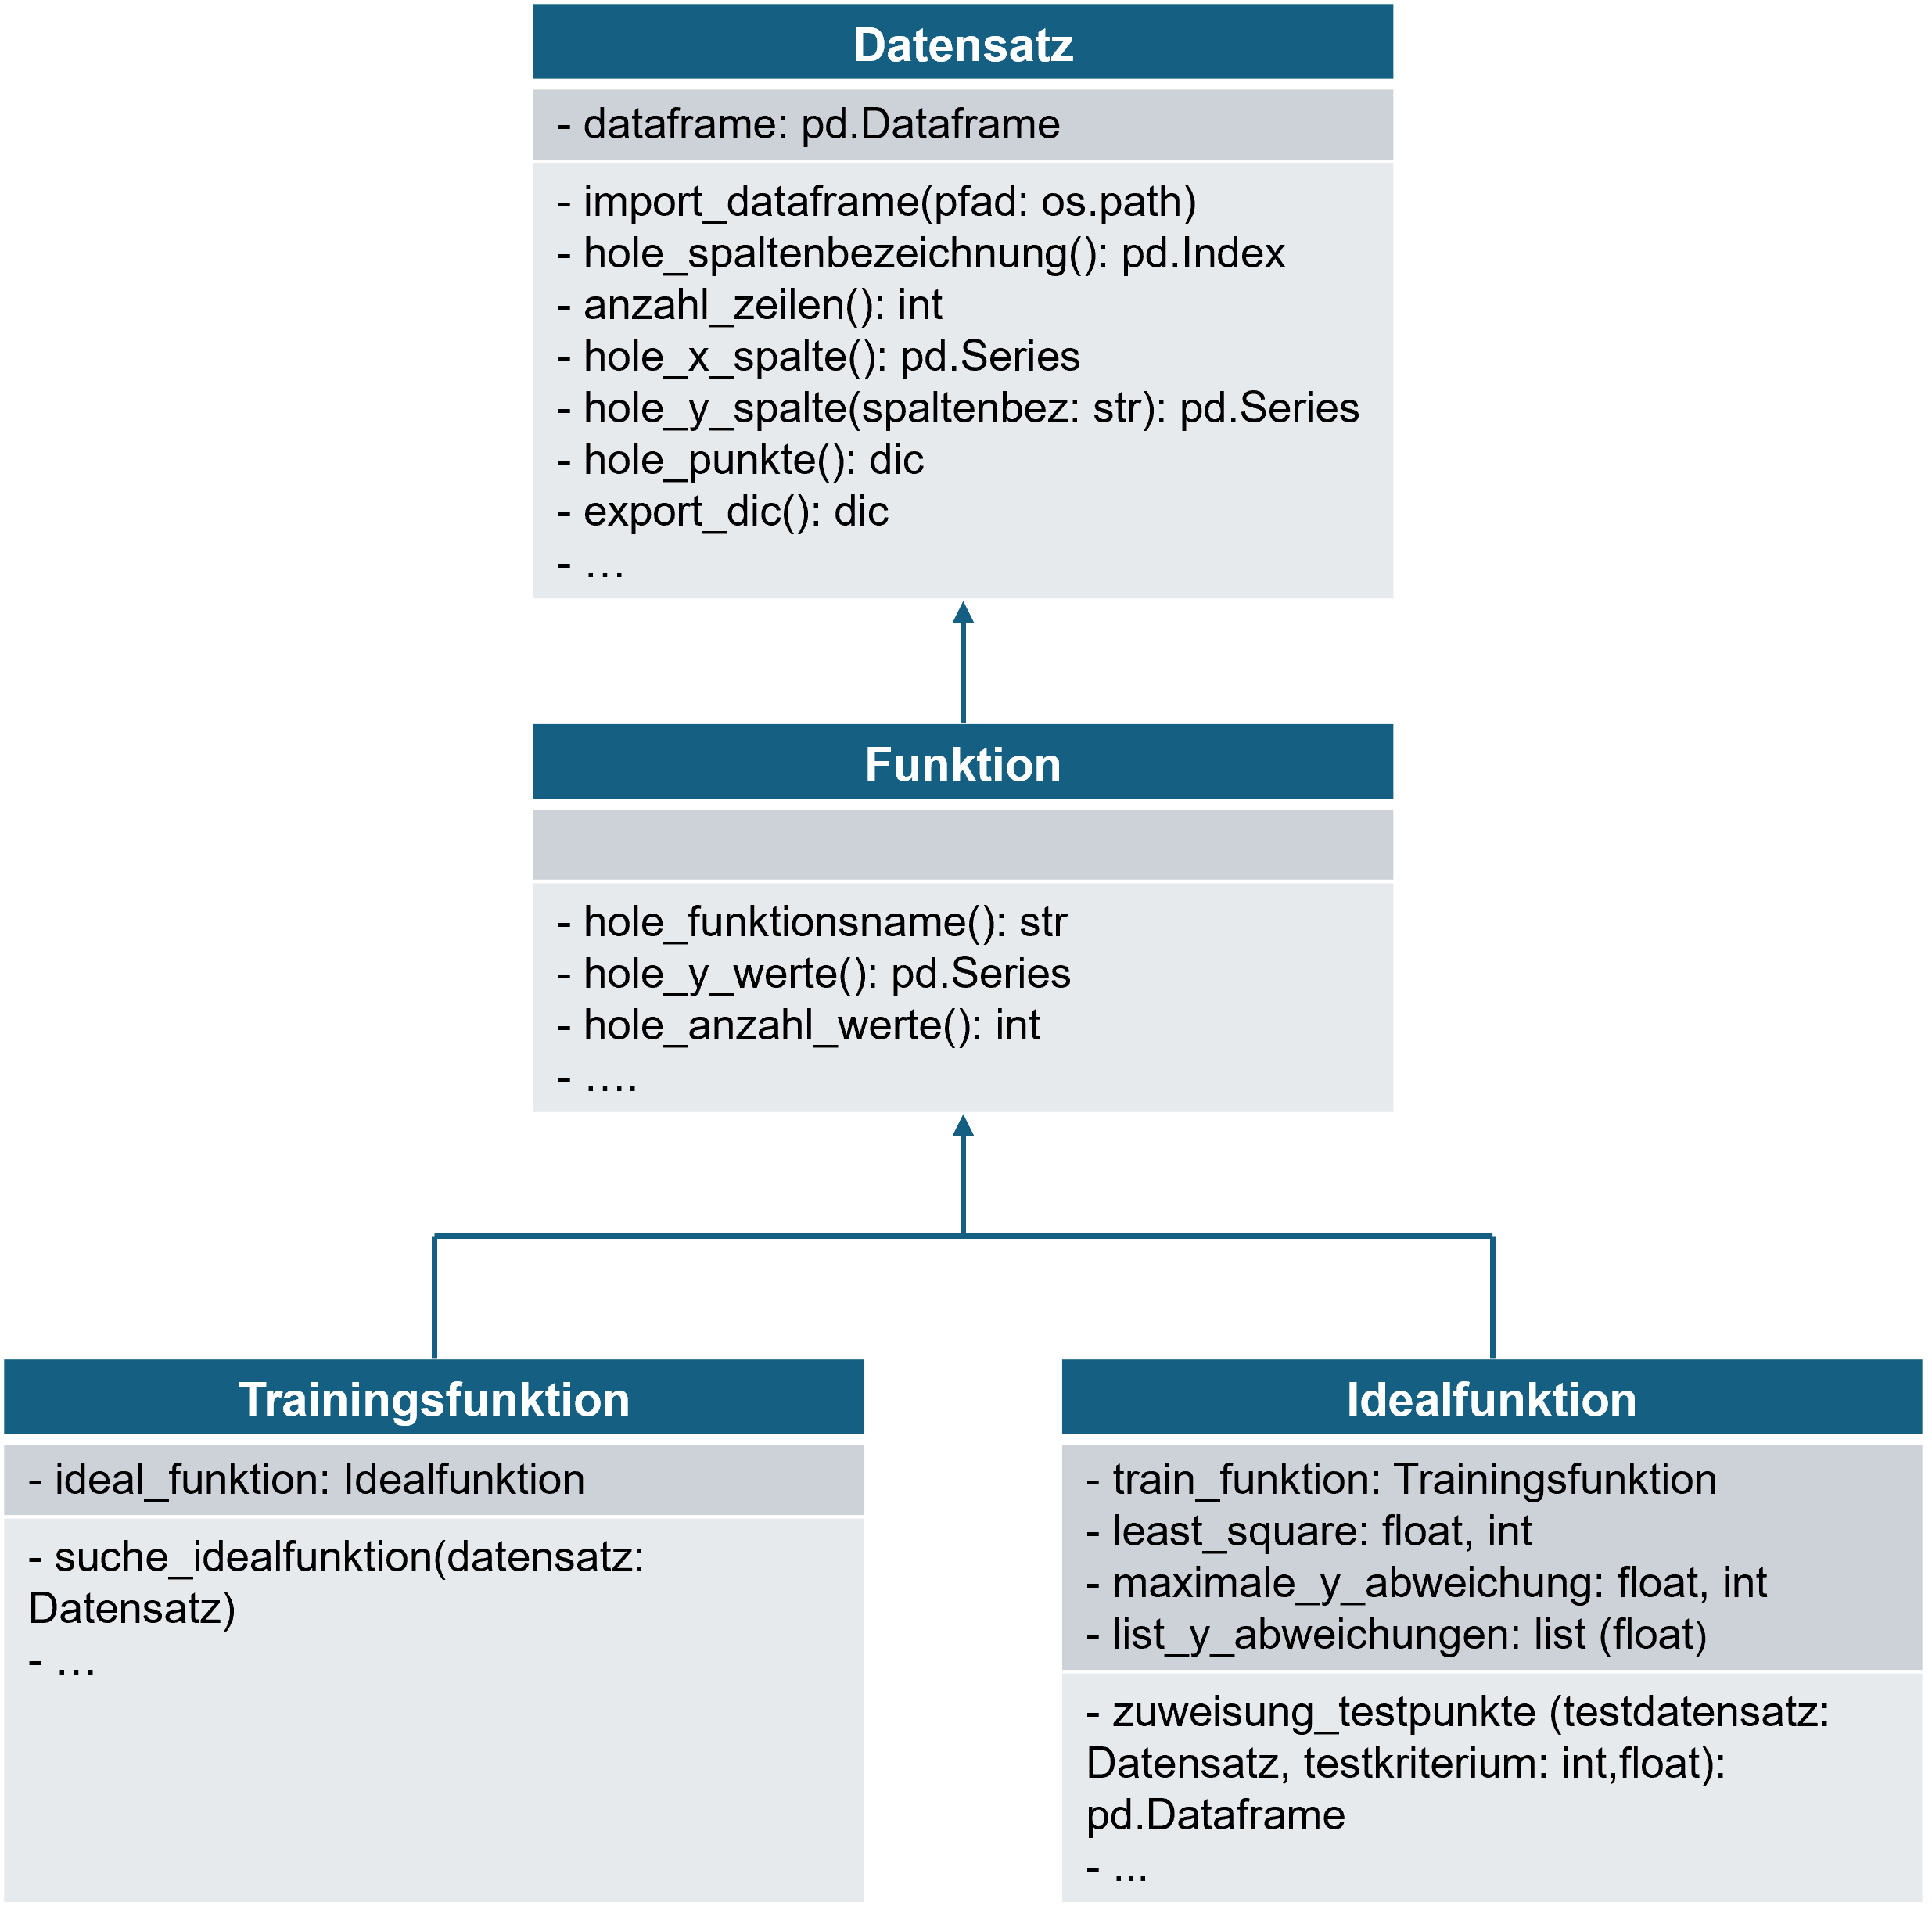 Datensatz
- dataframe: pd.Dataframe
- import_dataframe(pfad: os.path)
- hole_spaltenbezeichnung(): pd.Index
- anzahl_zeilen(): int
- hole_x_spalte(): pd.Series
- hole_y_spalte(spaltenbez: str): pd.Series
- hole_punkte(): dic
- export_dic(): dic
- …
Funktion
- hole_funktionsname(): str
- hole_y_werte(): pd.Series
- hole_anzahl_werte(): int
- ….
Trainingsfunktion
- ideal_funktion: Idealfunktion
- suche_idealfunktion(datensatz:
Datensatz)
- …
Idealfunktion
- train_funktion: Trainingsfunktion
- least_square: float, int
- maximale_y_abweichung: float, int
- list_y_abweichungen: list (float)
- zuweisung_testpunkte (testdatensatz:
Datensatz, testkriterium: int,float):
pd.Dataframe
- ...